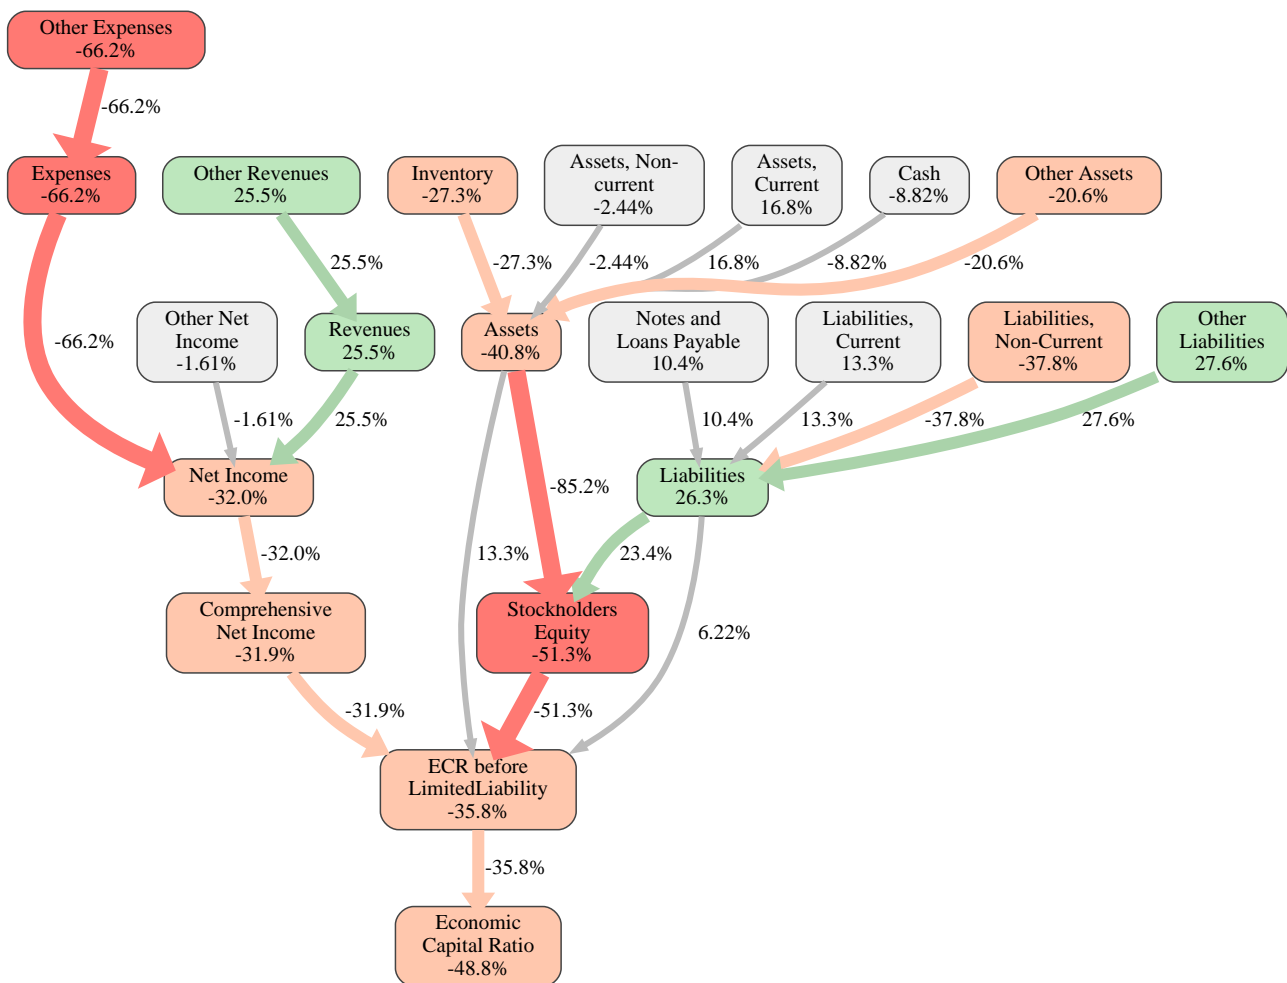 Other Expenses
-66.2%
-66.2%
Expenses
-66.2%
Other Revenues
25.5%
Inventory
-27.3%
Assets, Non-
current
-2.44%
Assets,
Current
16.8%
Cash
-8.82%
Other Assets
-20.6%
-66.2%
25.5%
-27.3%
-2.44%
16.8%
-8.82%
-20.6%
Other Net
Income
-1.61%
Revenues
25.5%
Assets
-40.8%
Notes and
Loans Payable
10.4%
Liabilities,
Current
13.3%
Liabilities,
Non-Current
-37.8%
Other
Liabilities
27.6%
-1.61%
25.5%
10.4%
13.3%
-37.8%
27.6%
Net Income
-32.0%
-85.2%
Liabilities
26.3%
-32.0%
13.3%
23.4%
6.22%
Comprehensive
Net Income
-31.9%
Stockholders
Equity
-51.3%
-31.9%
-51.3%
ECR before
LimitedLiability
-35.8%
-35.8%
Economic
Capital Ratio
-48.8%